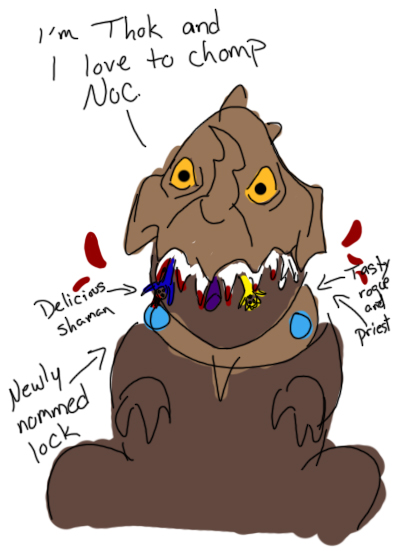 I'm Thok and
I love to chomp
Noc.
Delicious
shaman
Tasty
rogue
and
priest
Newly
nommed
lock